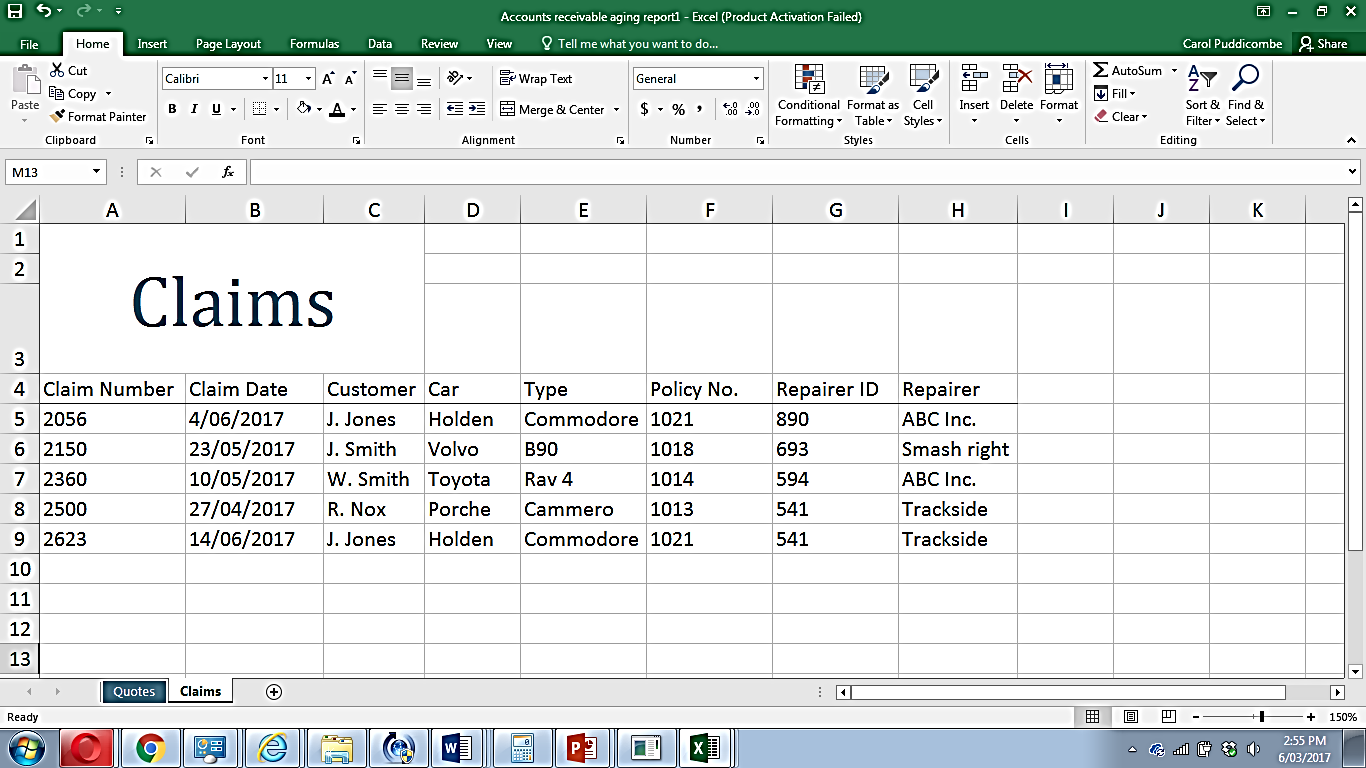 Accounts receivable aging report1 - Excel (Product Activation Failed)
File Home Insert Page Layout Formulas Data Review View Tell me what you want to do... Carol Puddicombe Share
Paste Cut Copy Format Painter Clipboard
Calibri 11 B I U A Font
Wrap Text Merge & Center Alignment
General $ % , Number
Conditional Formatting Format as Table Cell Styles Styles
Insert Delete Format Cells
AutoSum Fill Clear Sort & Filter Find & Select Editing
M13 fx
A B C D E F G H I J K
1
2
Claims
3
4 Claim Number Claim Date Customer Car Type Policy No. Repairer ID Repairer
5 2056 4/06/2017 J. Jones Holden Commodore 1021 890 ABC Inc.
6 2150 23/05/2017 J. Smith Volvo B90 1018 693 Smash right
7 2360 10/05/2017 W. Smith Toyota Rav 4 1014 594 ABC Inc.
8 2500 27/04/2017 R. Nox Porche Cammero 1013 541 Trackside
9 2623 14/06/2017 J. Jones Holden Commodore 1021 541 Trackside
10
11
12
13
Quotes Claims
Ready 150%
2:55 PM
6/03/2017